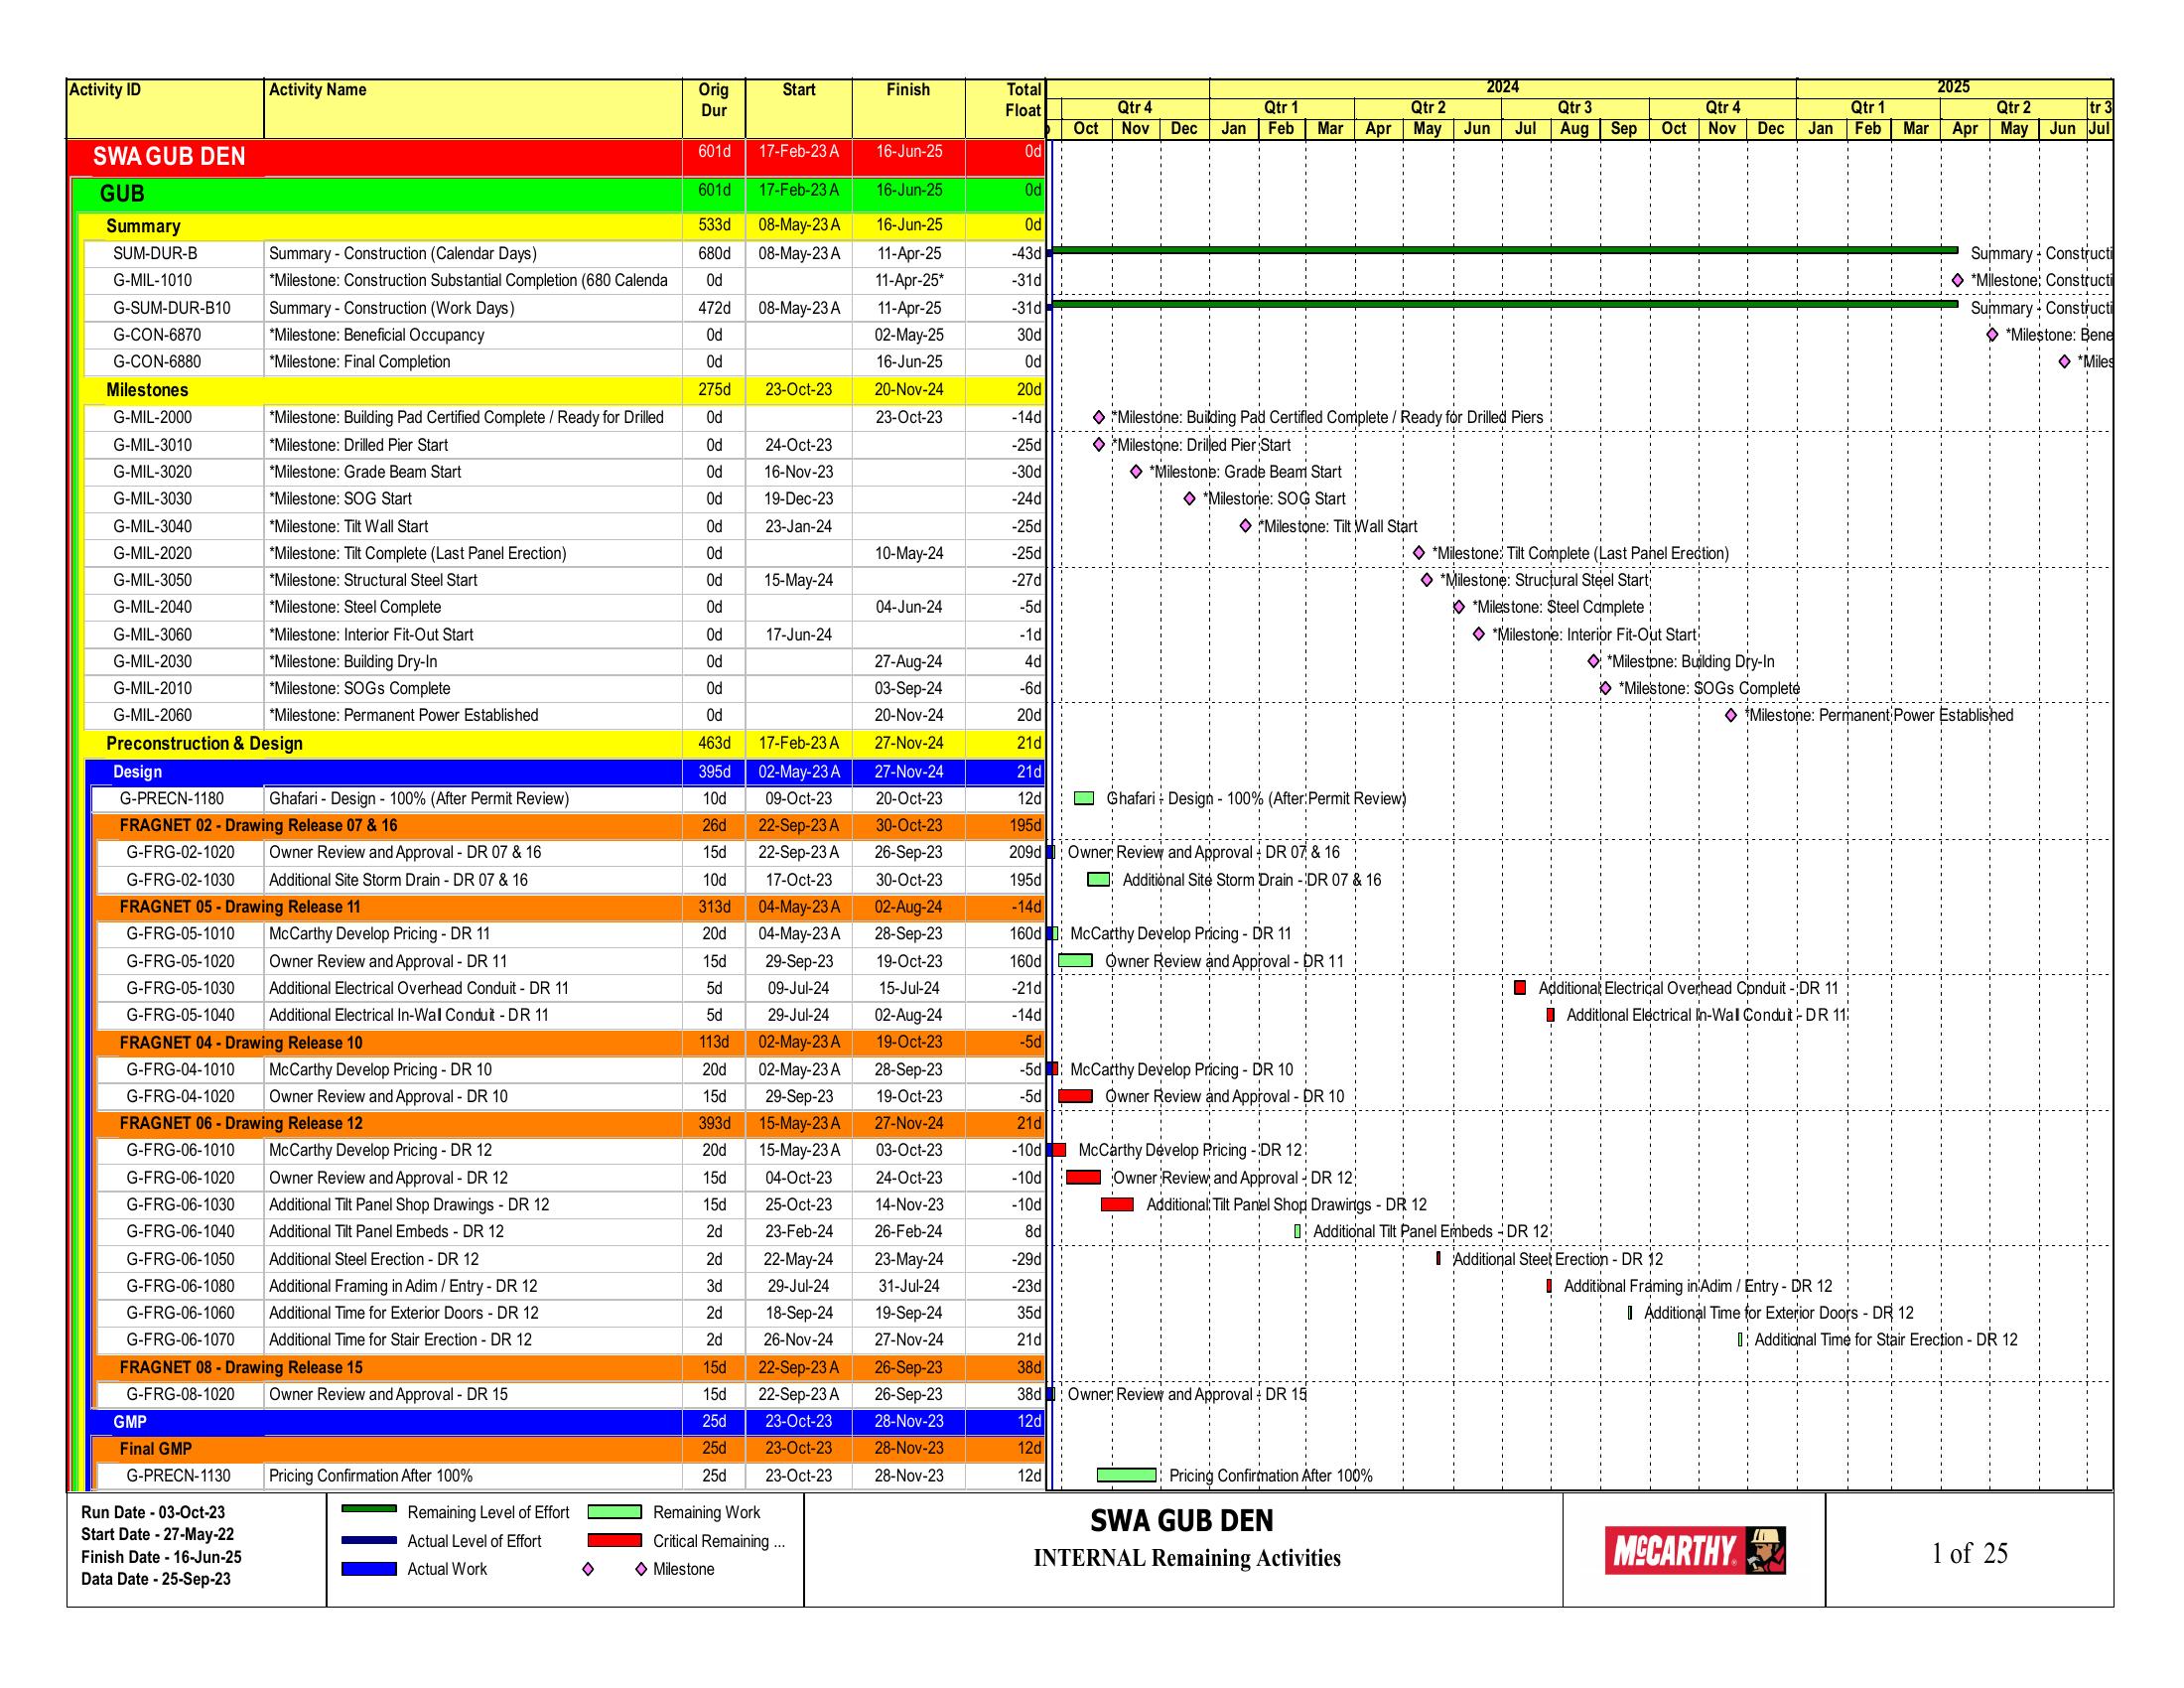 Activity ID Activity Name Orig Dur Start Finish Total Float
2024 2025
Qtr 4 Qtr 1 Qtr 2 Qtr 3 Qtr 4 Qtr 1 Qtr 2 tr 3
Oct Nov Dec Jan Feb Mar Apr May Jun Jul Aug Sep Oct Nov Dec Jan Feb Mar Apr May Jun Jul
SWA GUB DEN 601d 17-Feb-23 A 16-Jun-25 0d
GUB 601d 17-Feb-23 A 16-Jun-25 0d
Summary 533d 08-May-23 A 16-Jun-25 0d
SUM-DUR-B Summary - Construction (Calendar Days) 680d 08-May-23 A 11-Apr-25 -43d Summary - Constructi
G-MIL-1010 *Milestone: Construction Substantial Completion (680 Calenda 0d 11-Apr-25* -31d *Milestone: Constructi
G-SUM-DUR-B10 Summary - Construction (Work Days) 472d 08-May-23 A 11-Apr-25 -31d Summary - Constructi
G-CON-6870 *Milestone: Beneficial Occupancy 0d 02-May-25 30d *Milestone: Bene
G-CON-6880 *Milestone: Final Completion 0d 16-Jun-25 0d *Miles
Milestones 275d 23-Oct-23 20-Nov-24 20d
G-MIL-2000 *Milestone: Building Pad Certified Complete / Ready for Drilled 0d 23-Oct-23 -14d *Milestone: Building Pad Certified Complete / Ready for Drilled Piers
G-MIL-3010 *Milestone: Drilled Pier Start 0d 24-Oct-23 -25d *Milestone: Drilled Pier Start
G-MIL-3020 *Milestone: Grade Beam Start 0d 16-Nov-23 -30d *Milestone: Grade Beam Start
G-MIL-3030 *Milestone: SOG Start 0d 19-Dec-23 -24d *Milestone: SOG Start
G-MIL-3040 *Milestone: Tilt Wall Start 0d 23-Jan-24 -25d *Milestone: Tilt Wall Start
G-MIL-2020 *Milestone: Tilt Complete (Last Panel Erection) 0d 10-May-24 -25d *Milestone: Tilt Complete (Last Panel Erection)
G-MIL-3050 *Milestone: Structural Steel Start 0d 15-May-24 -27d *Milestone: Structural Steel Start
G-MIL-2040 *Milestone: Steel Complete 0d 04-Jun-24 -5d *Milestone: Steel Complete
G-MIL-3060 *Milestone: Interior Fit-Out Start 0d 17-Jun-24 -1d *Milestone: Interior Fit-Out Start
G-MIL-2030 *Milestone: Building Dry-In 0d 27-Aug-24 4d *Milestone: Building Dry-In
G-MIL-2010 *Milestone: SOGs Complete 0d 03-Sep-24 -6d *Milestone: SOGs Complete
G-MIL-2060 *Milestone: Permanent Power Established 0d 20-Nov-24 20d *Milestone: Permanent Power Established
Preconstruction & Design 463d 17-Feb-23 A 27-Nov-24 21d
Design 395d 02-May-23 A 27-Nov-24 21d
G-PRECN-1180 Ghafari - Design - 100% (After Permit Review) 10d 09-Oct-23 20-Oct-23 12d Ghafari - Design - 100% (After Permit Review)
FRAGNET 02 - Drawing Release 07 & 16 26d 22-Sep-23 A 30-Oct-23 195d
G-FRG-02-1020 Owner Review and Approval - DR 07 & 16 15d 22-Sep-23 A 26-Sep-23 209d Owner Review and Approval - DR 07 & 16
G-FRG-02-1030 Additional Site Storm Drain - DR 07 & 16 10d 17-Oct-23 30-Oct-23 195d Additional Site Storm Drain - DR 07 & 16
FRAGNET 05 - Drawing Release 11 313d 04-May-23 A 02-Aug-24 -14d
G-FRG-05-1010 McCarthy Develop Pricing - DR 11 20d 04-May-23 A 28-Sep-23 160d McCarthy Develop Pricing - DR 11
G-FRG-05-1020 Owner Review and Approval - DR 11 15d 29-Sep-23 19-Oct-23 160d Owner Review and Approval - DR 11
G-FRG-05-1030 Additional Electrical Overhead Conduit - DR 11 5d 09-Jul-24 15-Jul-24 -21d Additional Electrical Overhead Conduit - DR 11
G-FRG-05-1040 Additional Electrical In-Wall Conduit - DR 11 5d 29-Jul-24 02-Aug-24 -14d Additional Electrical In-Wall Conduit - DR 11
FRAGNET 04 - Drawing Release 10 113d 02-May-23 A 19-Oct-23 -5d
G-FRG-04-1010 McCarthy Develop Pricing - DR 10 20d 02-May-23 A 28-Sep-23 -5d McCarthy Develop Pricing - DR 10
G-FRG-04-1020 Owner Review and Approval - DR 10 15d 29-Sep-23 19-Oct-23 -5d Owner Review and Approval - DR 10
FRAGNET 06 - Drawing Release 12 393d 15-May-23 A 27-Nov-24 21d
G-FRG-06-1010 McCarthy Develop Pricing - DR 12 20d 15-May-23 A 03-Oct-23 -10d McCarthy Develop Pricing - DR 12
G-FRG-06-1020 Owner Review and Approval - DR 12 15d 04-Oct-23 24-Oct-23 -10d Owner Review and Approval - DR 12
G-FRG-06-1030 Additional Tilt Panel Shop Drawings - DR 12 15d 25-Oct-23 14-Nov-23 -10d Additional Tilt Panel Shop Drawings - DR 12
G-FRG-06-1040 Additional Tilt Panel Embeds - DR 12 2d 23-Feb-24 26-Feb-24 8d Additional Tilt Panel Embeds - DR 12
G-FRG-06-1050 Additional Steel Erection - DR 12 2d 22-May-24 23-May-24 -29d Additional Steel Erection - DR 12
G-FRG-06-1080 Additional Framing in Adim / Entry - DR 12 3d 29-Jul-24 31-Jul-24 -23d Additional Framing in Adim / Entry - DR 12
G-FRG-06-1060 Additional Time for Exterior Doors - DR 12 2d 18-Sep-24 19-Sep-24 35d Additional Time for Exterior Doors - DR 12
G-FRG-06-1070 Additional Time for Stair Erection - DR 12 2d 26-Nov-24 27-Nov-24 21d Additional Time for Stair Erection - DR 12
FRAGNET 08 - Drawing Release 15 15d 22-Sep-23 A 26-Sep-23 38d
G-FRG-08-1020 Owner Review and Approval - DR 15 15d 22-Sep-23 A 26-Sep-23 38d Owner Review and Approval - DR 15
GMP 25d 23-Oct-23 28-Nov-23 12d
Final GMP 25d 23-Oct-23 28-Nov-23 12d
G-PRECN-1130 Pricing Confirmation After 100% 25d 23-Oct-23 28-Nov-23 12d Pricing Confirmation After 100%
Run Date - 03-Oct-23
Start Date - 27-May-22
Finish Date - 16-Jun-25
Data Date - 25-Sep-23
Remaining Level of Effort Remaining Work
Actual Level of Effort Critical Remaining ...
Actual Work Milestone
SWA GUB DEN
INTERNAL Remaining Activities
MCCARTHY
1 of 25